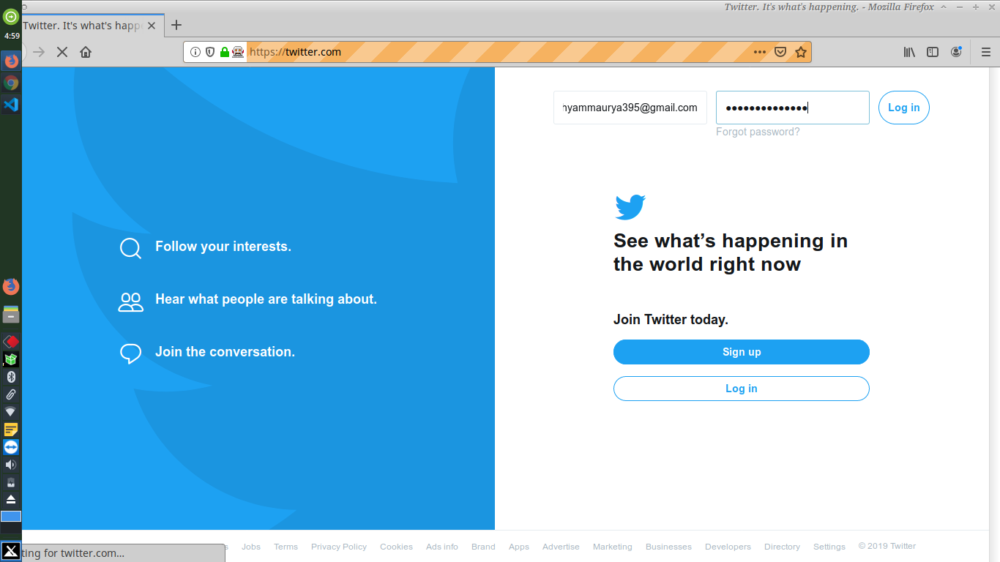 Twitter. It's what's happening. - Mozilla Firefox
Twitter. It's what's happ
4:59
https://twitter.com
hyammaurya395@gmail.com
●●●●●●●●●●●●●●
Log in
Forgot password?
Follow your interests.
Hear what people are talking about.
Join the conversation.
See what’s happening in
the world right now
Join Twitter today.
Sign up
Log in
s Jobs Terms Privacy Policy Cookies Ads info Brand Apps Advertise Marketing Businesses Developers Directory Settings © 2019 Twitter
ting for twitter.com...